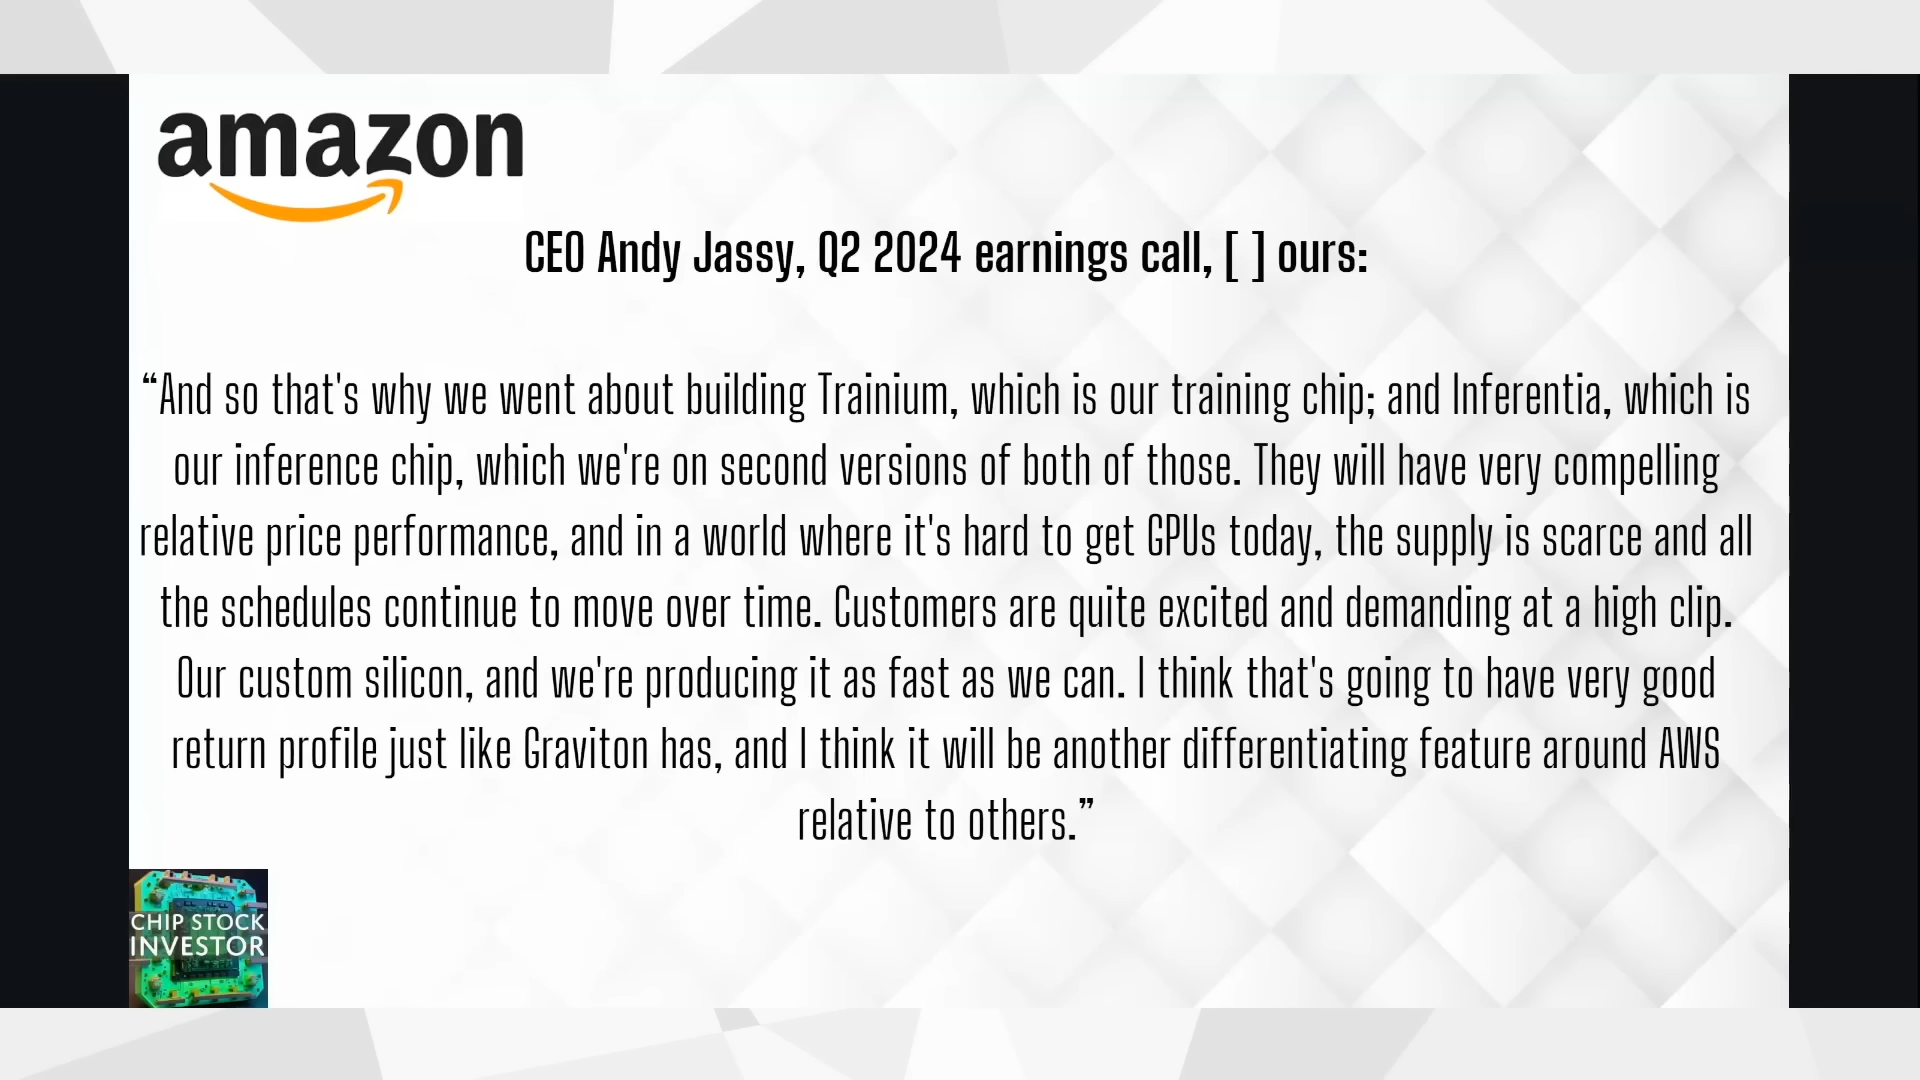 amazon
CEO Andy Jassy, Q2 2024 earnings call, [ ] ours:
“And so that's why we went about building Trainium, which is our training chip; and Inferentia, which is
our inference chip, which we're on second versions of both of those. They will have very compelling
relative price performance, and in a world where it's hard to get GPUs today, the supply is scarce and all
the schedules continue to move over time. Customers are quite excited and demanding at a high clip.
Our custom silicon, and we're producing it as fast as we can. I think that's going to have very good
return profile just like Graviton has, and I think it will be another differentiating feature around AWS
relative to others.”
CHIP STOCK
INVESTOR